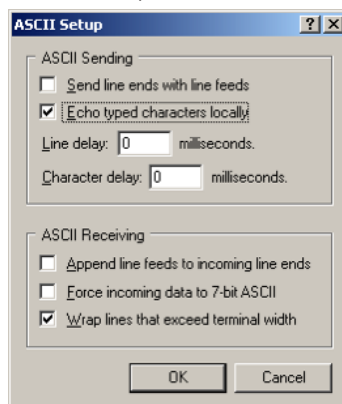 ASCII Setup
ASCII Sending
Send line ends with line feeds
Echo typed characters locally
Line delay: 0 milliseconds.
Character delay: 0 milliseconds.
ASCII Receiving
Append line feeds to incoming line ends
Force incoming data to 7-bit ASCII
Wrap lines that exceed terminal width
OK Cancel